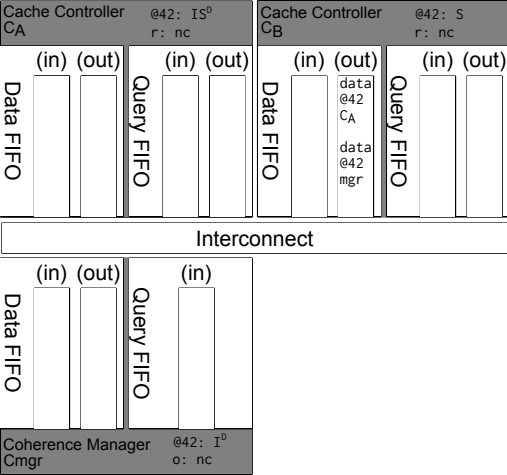 Cache Controller @42: ISᴰ
CA r: nc
(in) (out) (in) (out)
Data FIFO
Query FIFO
Cache Controller @42: S
CB r: nc
(in) (out) (in) (out)
Data FIFO
data
@42
CA
data
@42
mgr
Query FIFO
Interconnect
(in) (out) (in)
Data FIFO
Query FIFO
Coherence Manager @42: Iᴰ
Cmgr o: nc